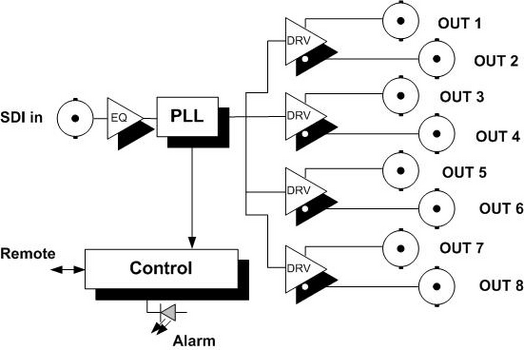 SDI in
EQ
PLL
DRV
OUT 1
OUT 2
DRV
OUT 3
OUT 4
DRV
OUT 5
OUT 6
DRV
OUT 7
OUT 8
Remote
Control
Alarm